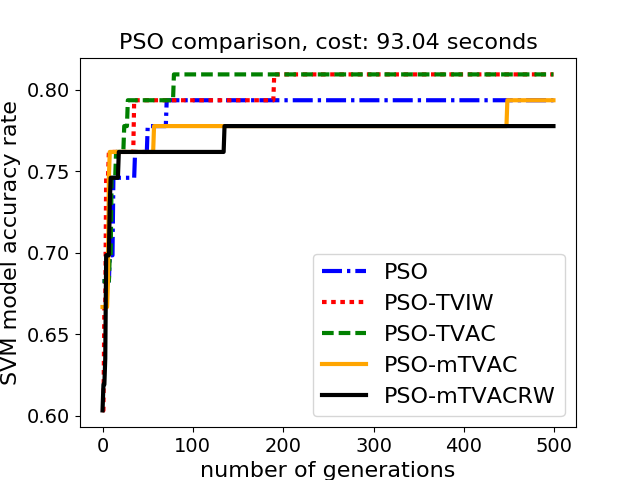 PSO comparison, cost: 93.04 seconds
SVM model accuracy rate
0.80
0.75
0.70
0.65
0.60
PSO
PSO-TVIW
PSO-TVAC
PSO-mTVAC
PSO-mTVACRW
0 100 200 300 400 500
number of generations